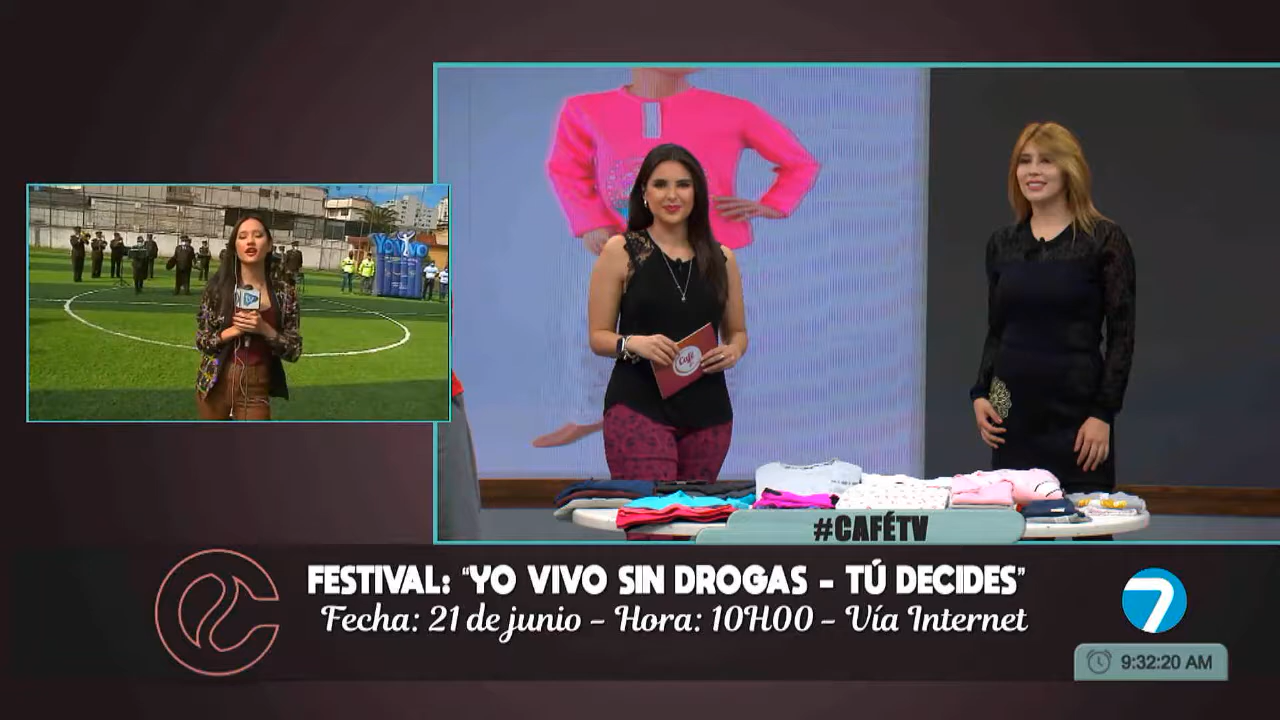 YO VIVO
Café
#CAFÉTV
FESTIVAL: “YO VIVO SIN DROGAS – TÚ DECIDES”
Fecha: 21 de junio – Hora: 10H00 – Vía Internet
7
9:32:20 AM